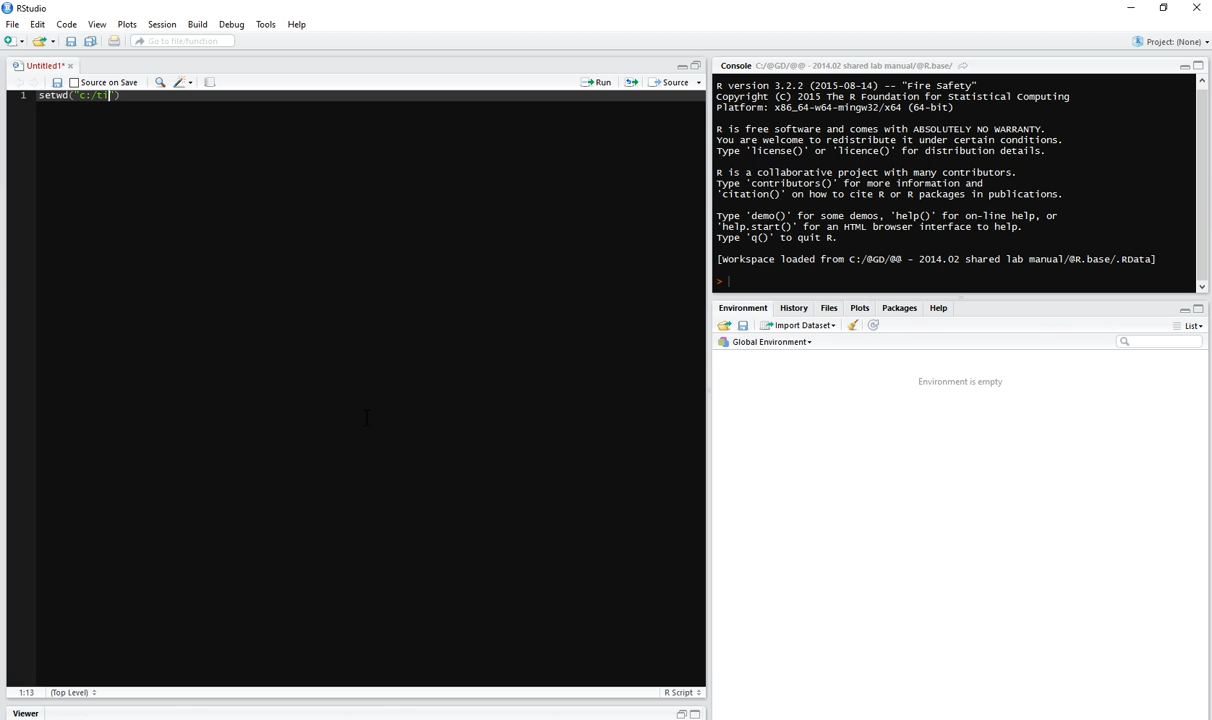 RStudio
File Edit Code View Plots Session Build Debug Tools Help
Go to file/function
Project: (None)
Untitled1*
Source on Save
Run
Source
1 setwd("c:/ti")
1:13 (Top Level)
R Script
Viewer
Console C:/@GD/@@ - 2014.02 shared lab manual/@R.base/
R version 3.2.2 (2015-08-14) -- "Fire Safety"
Copyright (C) 2015 The R Foundation for Statistical Computing
Platform: x86_64-w64-mingw32/x64 (64-bit)
R is free software and comes with ABSOLUTELY NO WARRANTY.
You are welcome to redistribute it under certain conditions.
Type 'license()' or 'licence()' for distribution details.
R is a collaborative project with many contributors.
Type 'contributors()' for more information and
'citation()' on how to cite R or R packages in publications.
Type 'demo()' for some demos, 'help()' for on-line help, or
'help.start()' for an HTML browser interface to help.
Type 'q()' to quit R.
[Workspace loaded from C:/@GD/@@ - 2014.02 shared lab manual/@R.base/.RData]
>
Environment History Files Plots Packages Help
Import Dataset
List
Global Environment
Environment is empty